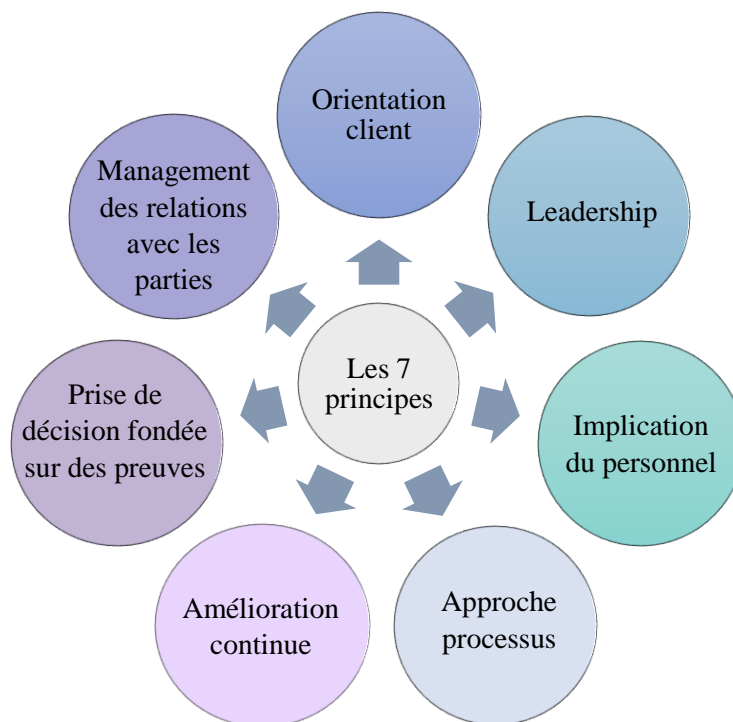 Orientation
client
Leadership
Implication
du personnel
Approche
processus
Amélioration
continue
Prise de
décision fondée
sur des preuves
Management
des relations
avec les
parties
Les 7
principes